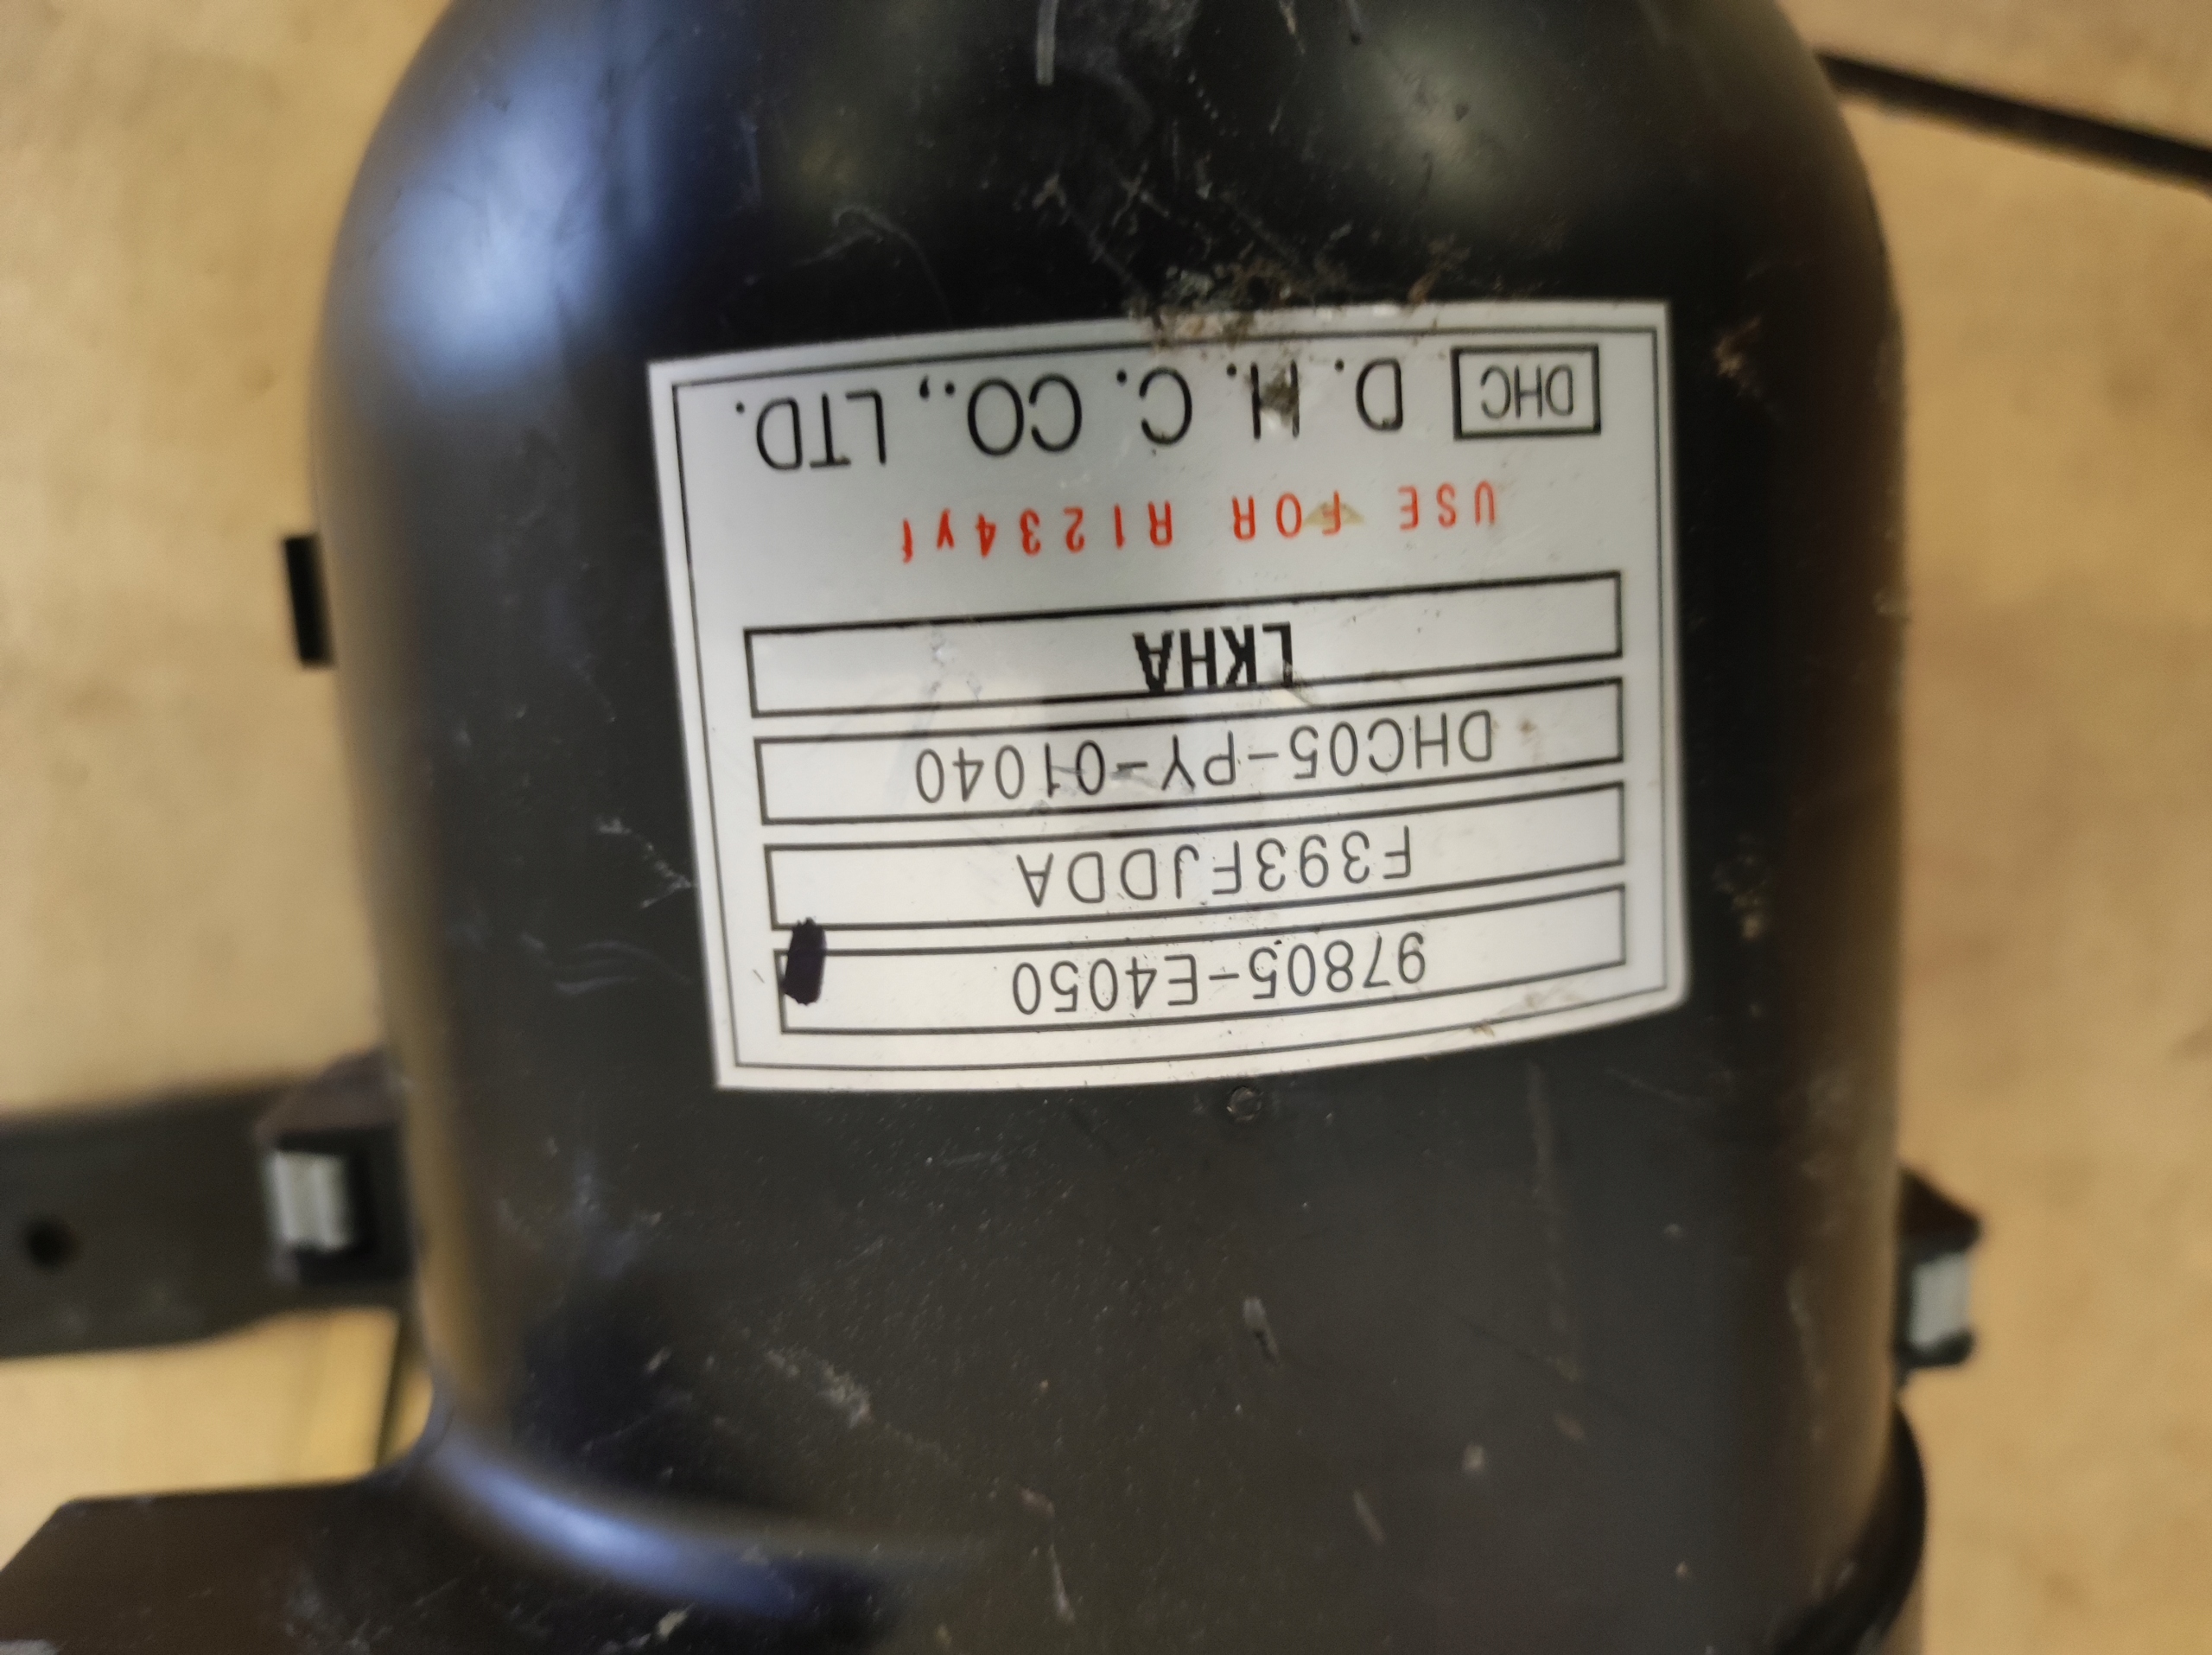 DHC D. H. C. CO., LTD.
USE FOR R1234yf
LKHA
DHC05-PY-01040
F393FJDDA
97805-E4050